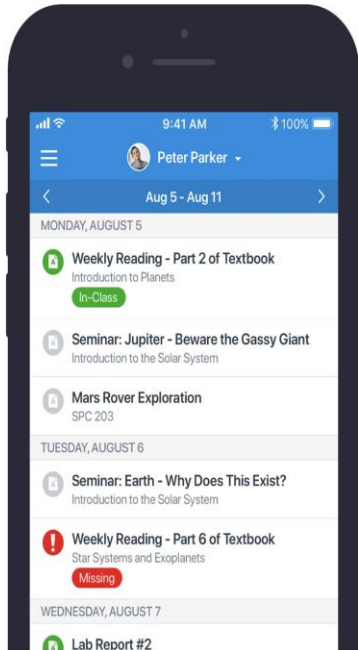 9:41 AM
100%
Peter Parker
Aug 5 - Aug 11
MONDAY, AUGUST 5
Weekly Reading - Part 2 of Textbook
Introduction to Planets
In-Class
Seminar: Jupiter - Beware the Gassy Giant
Introduction to the Solar System
Mars Rover Exploration
SPC 203
TUESDAY, AUGUST 6
Seminar: Earth - Why Does This Exist?
Introduction to the Solar System
Weekly Reading - Part 6 of Textbook
Star Systems and Exoplanets
Missing
WEDNESDAY, AUGUST 7
Lab Report #2